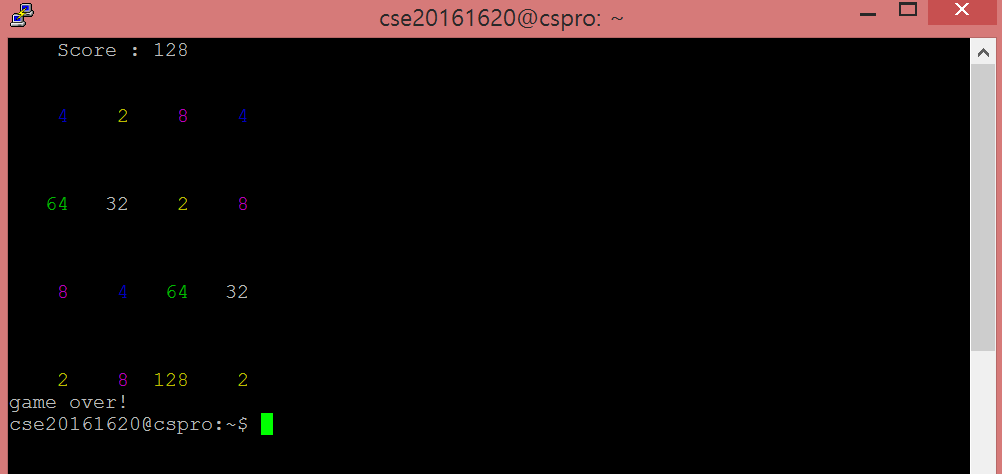 cse20161620@cspro: ~
Score : 128
4 2 8 4
64 32 2 8
8 4 64 32
2 8 128 2
game over!
cse20161620@cspro:~$